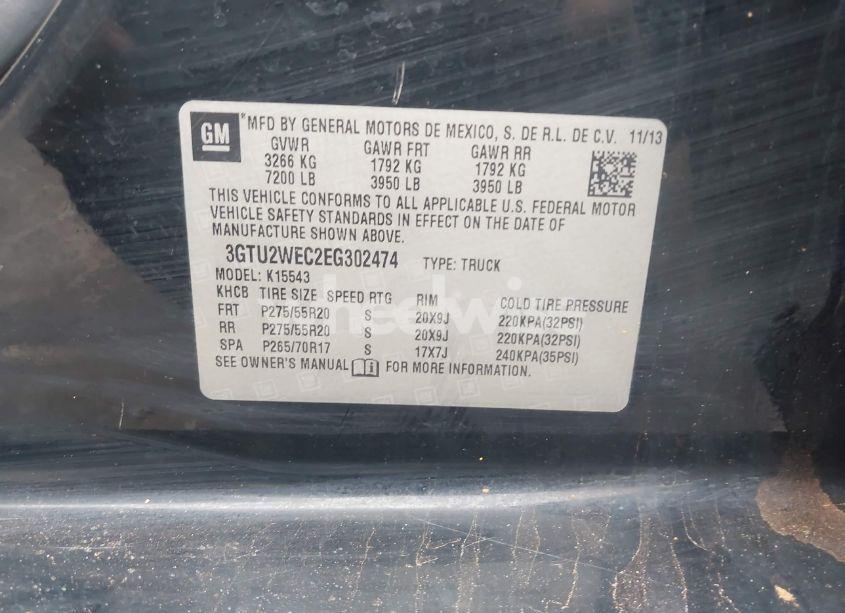 GM
*MFD BY GENERAL MOTORS DE MEXICO, S. DE R.L. DE C.V. 11/13
GVWR GAWR FRT GAWR RR
3266 KG 1792 KG 1792 KG
7200 LB 3950 LB 3950 LB
THIS VEHICLE CONFORMS TO ALL APPLICABLE U.S. FEDERAL MOTOR
VEHICLE SAFETY STANDARDS IN EFFECT ON THE DATE OF
MANUFACTURE SHOWN ABOVE.
3GTU2WEC2EG302474 TYPE: TRUCK
MODEL: K15543
KHCB TIRE SIZE SPEED RTG RIM COLD TIRE PRESSURE
FRT P275/55R20 S 20X9J 220KPA(32PSI)
RR P275/55R20 S 20X9J 220KPA(32PSI)
SPA P265/70R17 S 17X7J 240KPA(35PSI)
SEE OWNER'S MANUAL FOR MORE INFORMATION.